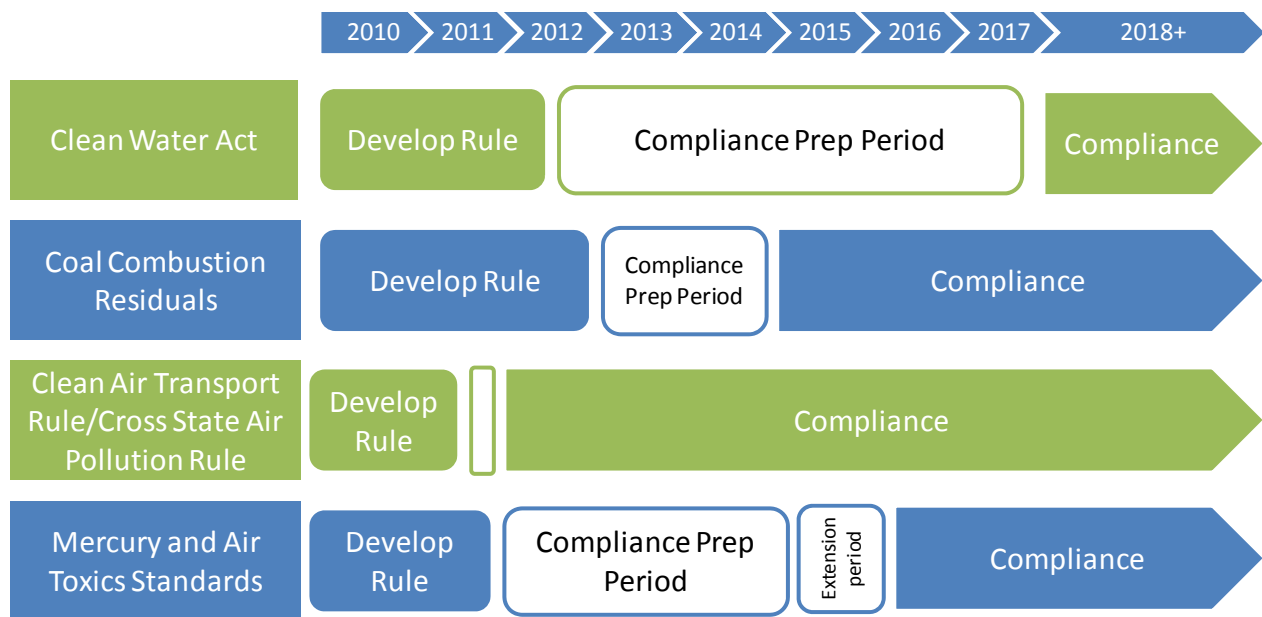 2010 2011 2012 2013 2014 2015 2016 2017 2018+
Clean Water Act
Develop Rule
Compliance Prep Period
Compliance
Coal Combustion
Residuals
Develop Rule
Compliance
Prep Period
Compliance
Clean Air Transport
Rule/Cross State Air
Pollution Rule
Develop
Rule
Compliance
Mercury and Air
Toxics Standards
Develop
Rule
Compliance Prep
Period
Extension
period
Compliance